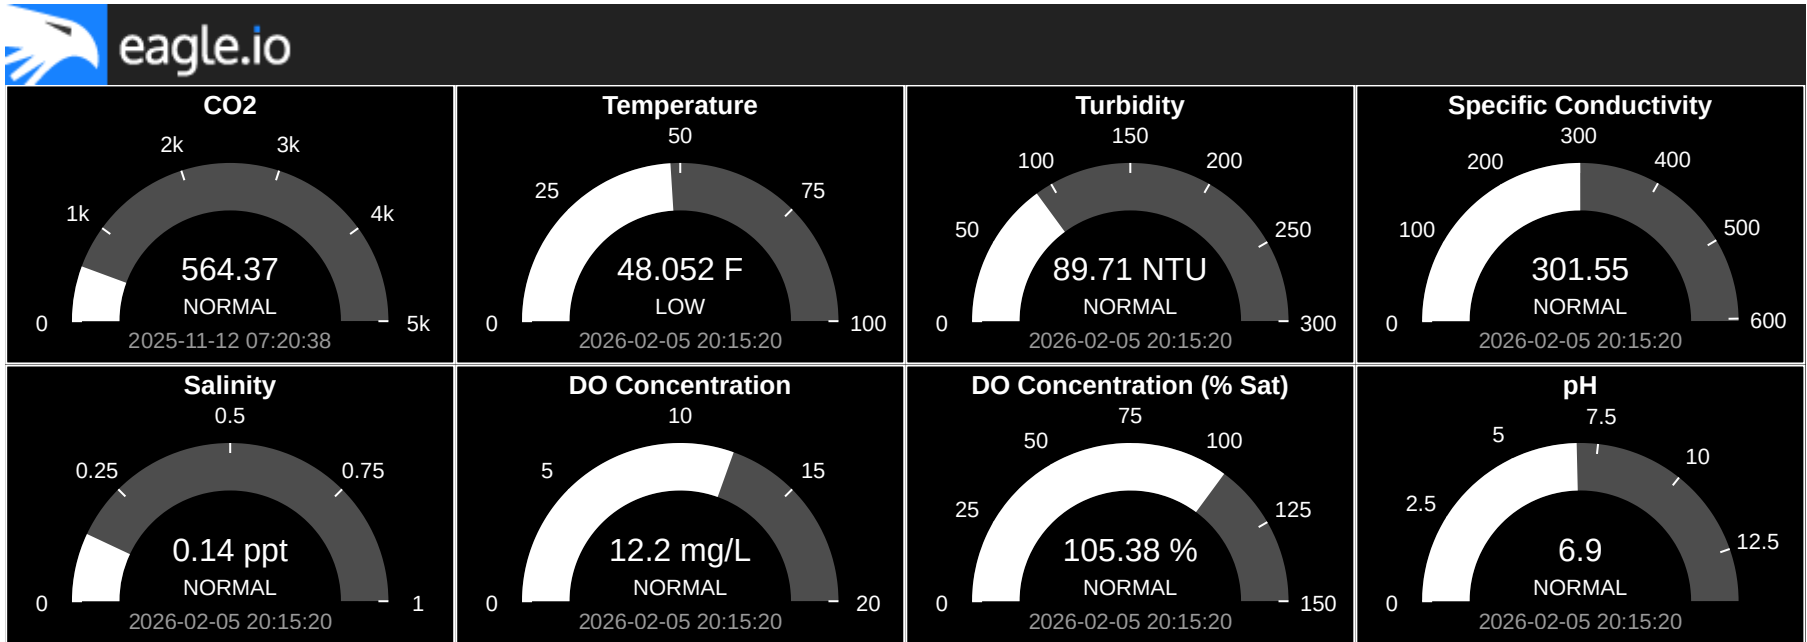 eagle.io
CO2
0
1k
2k
3k
4k
5k
564.37
NORMAL
2025-11-12 07:20:38
Temperature
0
25
50
75
100
48.052 F
LOW
2026-02-05 20:15:20
Turbidity
0
50
100
150
200
250
300
89.71 NTU
NORMAL
2026-02-05 20:15:20
Specific Conductivity
0
100
200
300
400
500
600
301.55
NORMAL
2026-02-05 20:15:20
Salinity
0
0.25
0.5
0.75
1
0.14 ppt
NORMAL
2026-02-05 20:15:20
DO Concentration
0
5
10
15
20
12.2 mg/L
NORMAL
2026-02-05 20:15:20
DO Concentration (% Sat)
0
25
50
75
100
125
150
105.38 %
NORMAL
2026-02-05 20:15:20
pH
0
2.5
5
7.5
10
12.5
6.9
NORMAL
2026-02-05 20:15:20